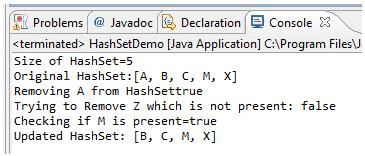 Problems @ Javadoc Declaration Console
<terminated> HashSetDemo [Java Application] C:\Program Files\J
Size of HashSet=5
Original HashSet:[A, B, C, M, X]
Removing A from HashSettrue
Trying to Remove Z which is not present: false
Checking if M is present=true
Updated HashSet: [B, C, M, X]